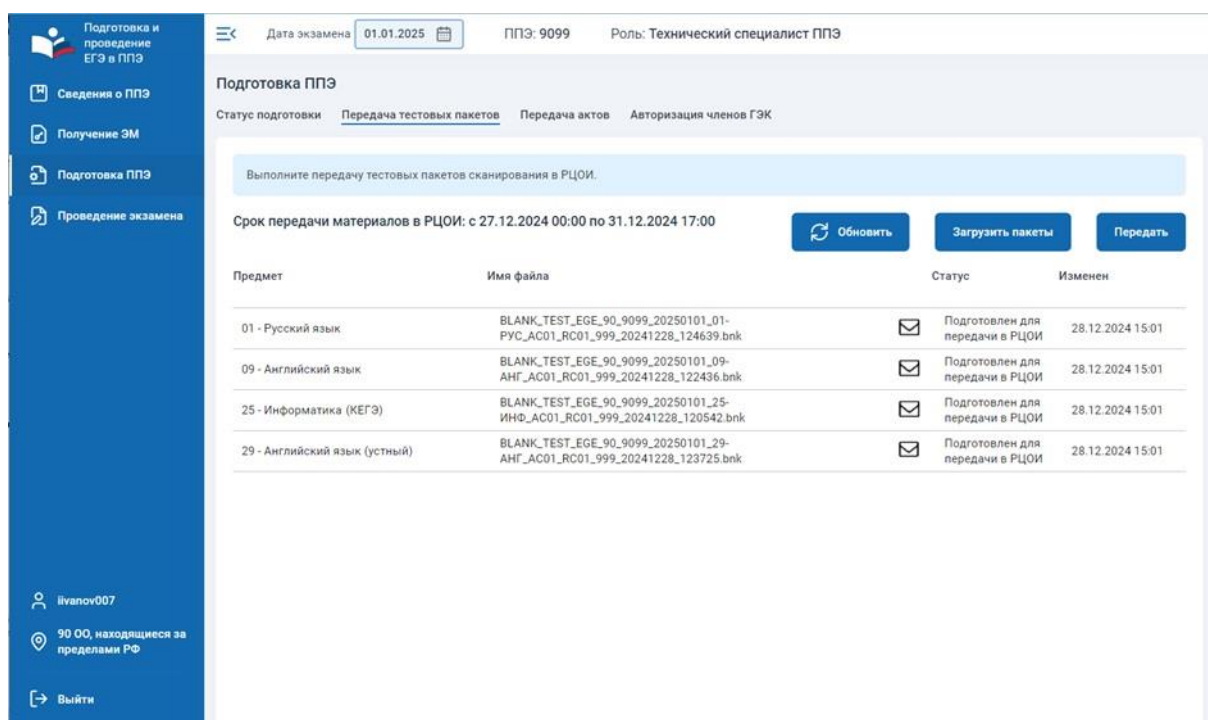 Подготовка и
проведение
ЕГЭ в ППЭ
Сведения о ППЭ
Получение ЭМ
Подготовка ППЭ
Проведение экзамена
iivanov007
90 ОО, находящиеся за
пределами РФ
Выйти
Дата экзамена 01.01.2025 ППЭ: 9099 Роль: Технический специалист ППЭ
Подготовка ППЭ
Статус подготовки Передача тестовых пакетов Передача актов Авторизация членов ГЭК
Выполните передачу тестовых пакетов сканирования в РЦОИ.
Срок передачи материалов в РЦОИ: с 27.12.2024 00:00 по 31.12.2024 17:00 Обновить Загрузить пакеты Передать
Предмет Имя файла Статус Изменен
01 - Русский язык
BLANK_TEST_EGE_90_9099_20250101_01-
РУС_AC01_RC01_999_20241228_124639.bnk
Подготовлен для
передачи в РЦОИ
28.12.2024 15:01
09 - Английский язык
BLANK_TEST_EGE_90_9099_20250101_09-
АНГ_AC01_RC01_999_20241228_122436.bnk
Подготовлен для
передачи в РЦОИ
28.12.2024 15:01
25 - Информатика (КЕГЭ)
BLANK_TEST_EGE_90_9099_20250101_25-
ИНФ_AC01_RC01_999_20241228_120542.bnk
Подготовлен для
передачи в РЦОИ
28.12.2024 15:01
29 - Английский язык (устный)
BLANK_TEST_EGE_90_9099_20250101_29-
АНГ_AC01_RC01_999_20241228_123725.bnk
Подготовлен для
передачи в РЦОИ
28.12.2024 15:01